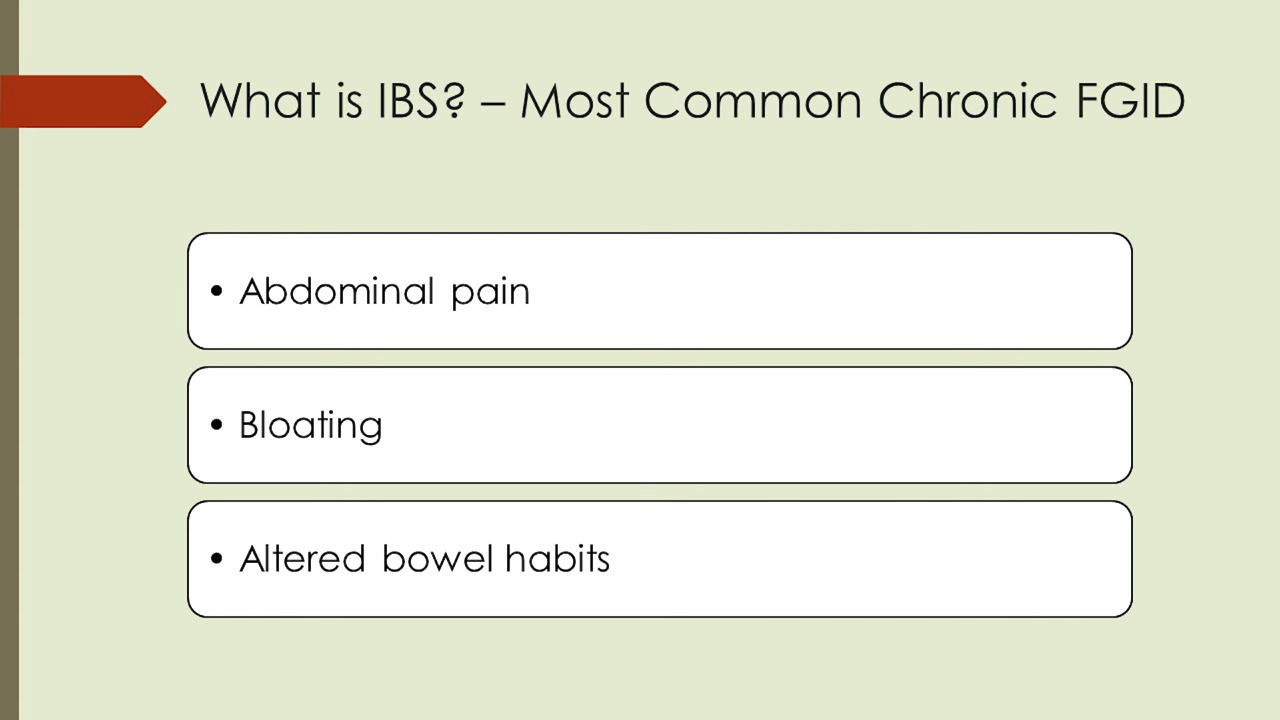 What is IBS? – Most Common Chronic FGID
• Abdominal pain
• Bloating
• Altered bowel habits